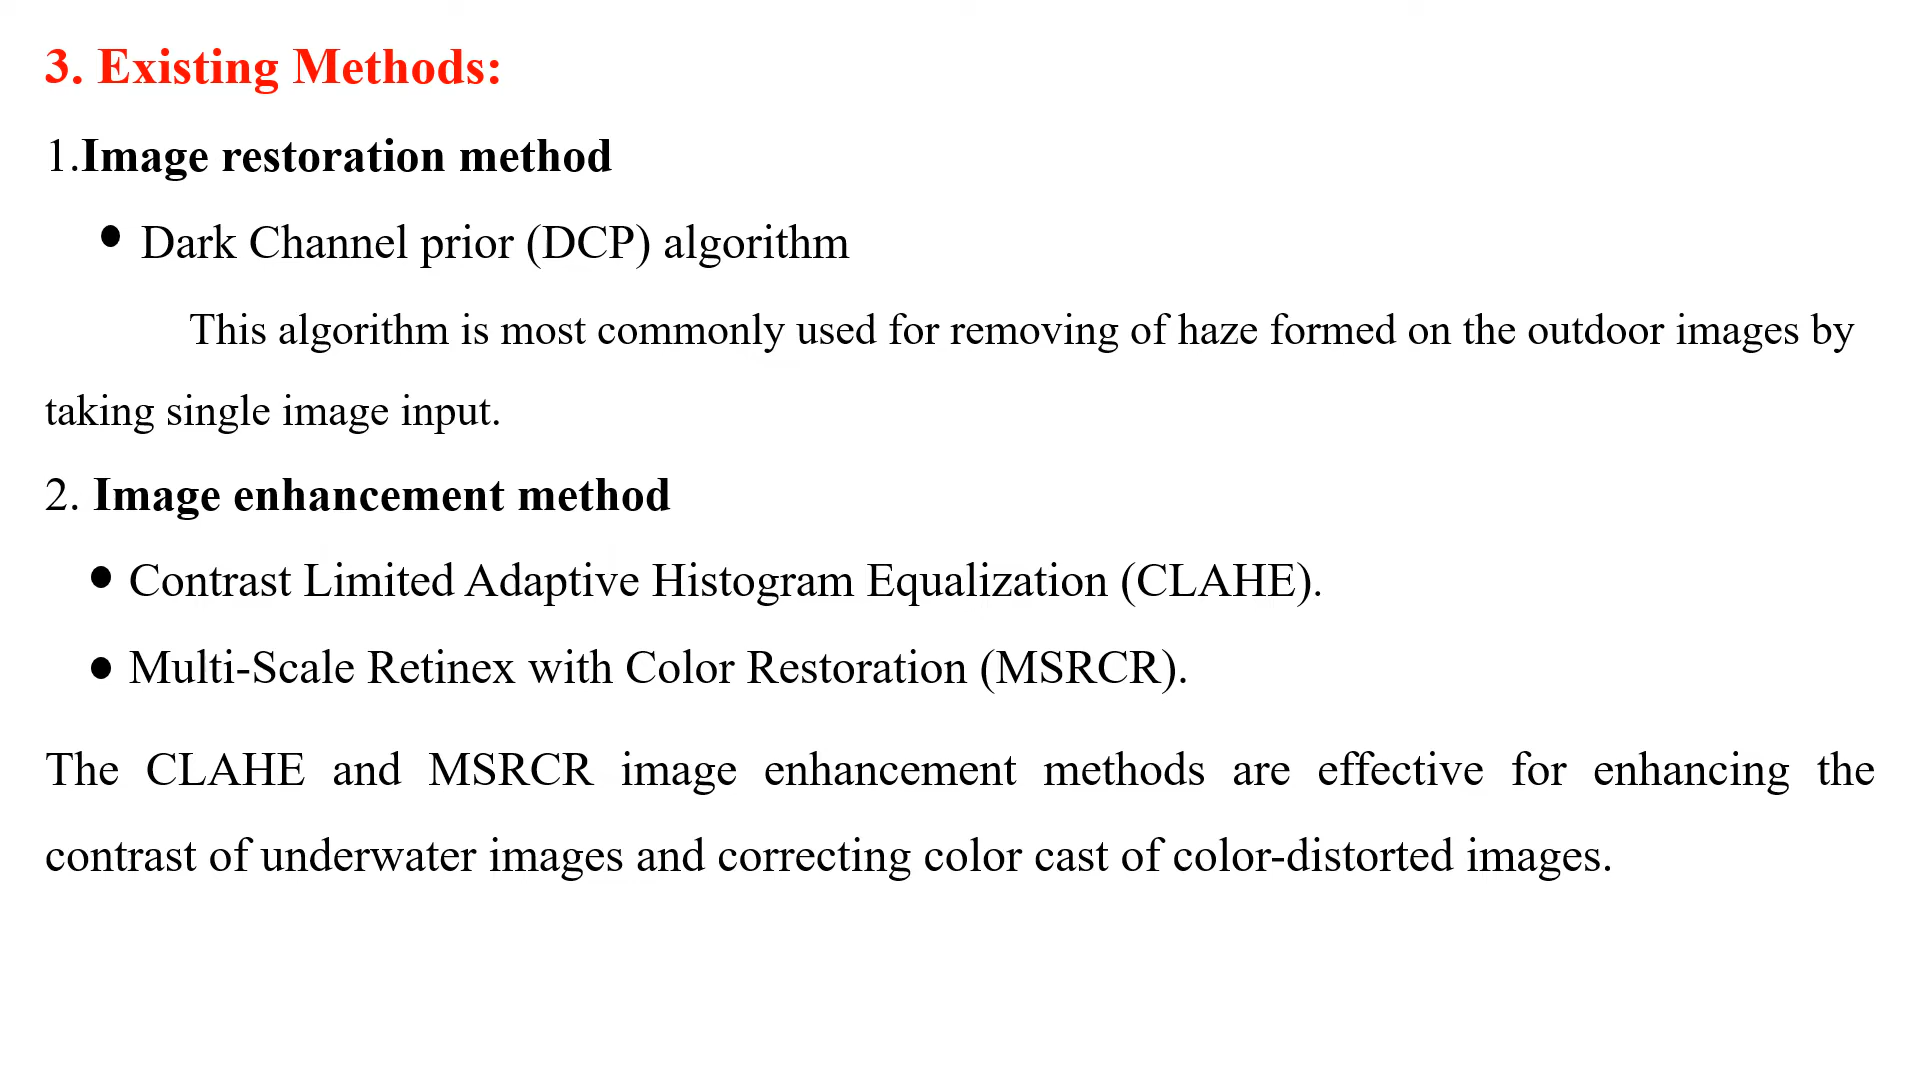 3. Existing Methods:
1.Image restoration method
● Dark Channel prior (DCP) algorithm
This algorithm is most commonly used for removing of haze formed on the outdoor images by
taking single image input.
2. Image enhancement method
● Contrast Limited Adaptive Histogram Equalization (CLAHE).
● Multi-Scale Retinex with Color Restoration (MSRCR).
The CLAHE and MSRCR image enhancement methods are effective for enhancing the
contrast of underwater images and correcting color cast of color-distorted images.